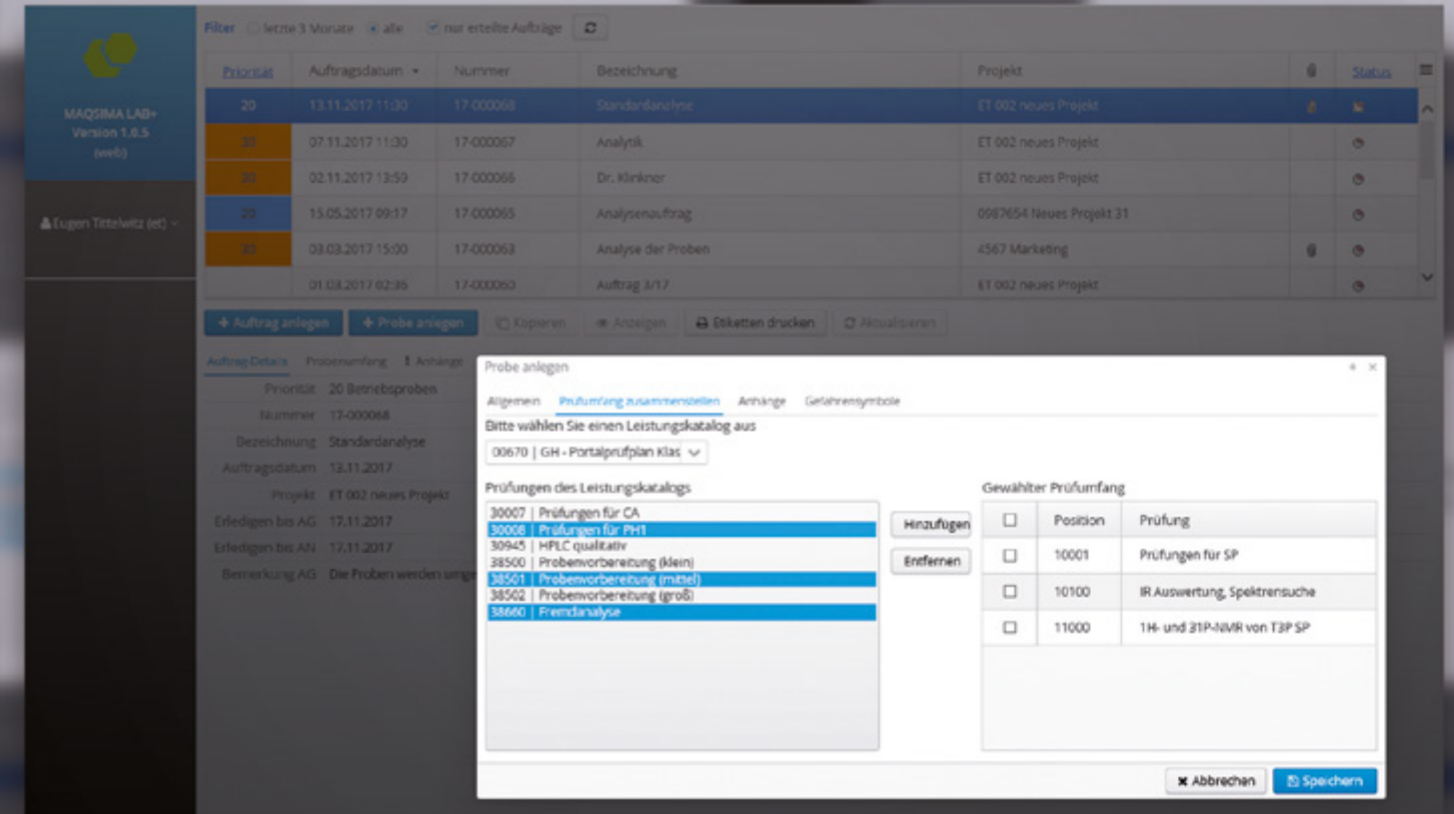 MAQSIMA LAB+
Version 1.0.5
(web)
Eugen Tittelwitz (et)
Filter letzte 3 Monate alle nur erteilte Aufträge
Priorität Auftragsdatum Nummer Bezeichnung Projekt Status
20 13.11.2017 11:30 17-000068 Standardanalyse ET 002 neues Projekt
30 07.11.2017 11:30 17-000067 Analytik ET 002 neues Projekt
30 02.11.2017 13:59 17-000066 Dr. Klinkner ET 002 neues Projekt
20 15.05.2017 09:17 17-000065 Analysenauftrag 0987654 Neues Projekt 31
30 03.03.2017 15:00 17-000063 Analyse der Proben 4567 Marketing
01.03.2017 02:36 17-000060 Auftrag 3/17 ET 002 neues Projekt
Auftrag anlegen Probe anlegen Kopieren Anzeigen Etiketten drucken Aktualisieren
Auftrag-Details Probenumfang Anhänge
Priorität 20 Betriebsproben
Nummer 17-000068
Bezeichnung Standardanalyse
Auftragsdatum 13.11.2017
Projekt ET 002 neues Projekt
Erledigen bis AG 17.11.2017
Erledigen bis AN 17.11.2017
Bemerkung AG Die Proben werden
Probe anlegen
Allgemein Prüfumfang zusammenstellen Anhänge Gefahrensymbole
Bitte wählen Sie einen Leistungskatalog aus
00670 | GH - Portalprüfplan Klas
Prüfungen des Leistungskatalogs
30007 | Prüfungen für CA
30008 | Prüfungen für PH1
30945 | HPLC qualitativ
38500 | Probenvorbereitung (klein)
38501 | Probenvorbereitung (mittel)
38502 | Probenvorbereitung (groß)
38660 | Fremdanalyse
Hinzufügen
Entfernen
Gewählter Prüfumfang
Position Prüfung
10001 Prüfungen für SP
10100 IR Auswertung, Spektrensuche
11000 1H- und 31P-NMR von T3P SP
Abbrechen Speichern